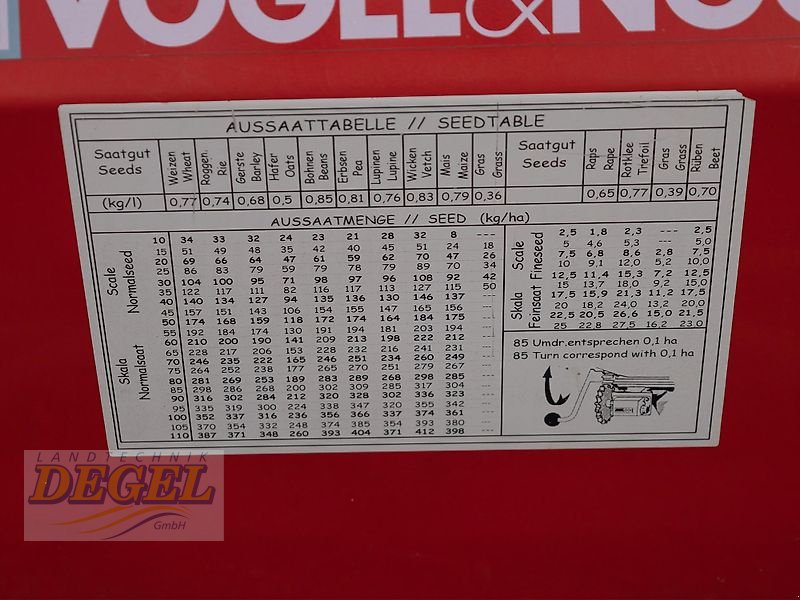 VOGEL&NO
AUSSAATTABELLE // SEEDTABLE
Saatgut Seeds Weizen Wheat Roggen Rie Gerste Barley Hafer Oats Bohnen Beans Erbsen Pea Lupinen Lupine Wicken Vetch Mais Maize Gras Grass Saatgut Seeds Raps Rape Rotklee Triefoil Gras Grass Rüben Beet
(kg/l) 0,77 0,74 0,68 0,5 0,85 0,81 0,76 0,83 0,79 0,36 0,65 0,77 0,39 0,70
AUSSAATMENGE // SEED (kg/ha)
Scale Normalseed
Skala Normalsaat
10 34 33 32 24 23 21 28 32 8 ---
15 51 49 48 35 42 40 45 51 24 18
20 69 66 64 47 61 59 62 70 47 26
25 86 83 79 59 79 78 79 89 70 34
30 104 100 95 71 98 97 96 108 92 42
35 122 117 111 82 116 117 113 127 115 50
40 140 134 127 94 135 136 130 146 137 ---
45 157 151 143 106 154 155 147 165 156 ---
50 174 168 159 118 172 174 164 184 175 ---
55 192 184 174 130 191 194 181 203 194 ---
60 210 200 190 141 209 213 198 222 212 ---
65 228 217 206 153 228 232 216 241 231 ---
70 246 235 222 165 246 251 234 260 249 ---
75 264 252 238 177 265 270 251 279 267 ---
80 281 269 253 189 283 289 268 298 285 ---
85 298 286 268 200 302 309 285 317 304 ---
90 316 302 284 212 320 328 302 336 323 ---
95 335 319 300 224 338 347 320 355 342 ---
100 352 337 316 236 356 366 337 374 361 ---
105 370 354 332 248 374 385 354 393 380 ---
110 387 371 348 260 393 404 371 412 398 ---
Scale Fineseed
Skala Feinsaat
2,5 1,8 2,3 --- 2,5
5 4,6 5,3 --- 5,0
7,5 6,8 8,6 2,8 7,5
10 9,1 12,0 5,2 10,0
12,5 11,4 15,3 7,2 12,5
15 13,7 18,0 9,2 15,0
17,5 15,9 21,3 11,2 17,5
20 18,2 24,0 13,2 20,0
22,5 20,5 26,6 15,0 21,5
25 22,8 27,5 16,2 23,0
85 Umdr.entsprechen 0,1 ha
85 Turn correspond with 0,1 ha
LANDTECHNIK
DEGEL
GmbH